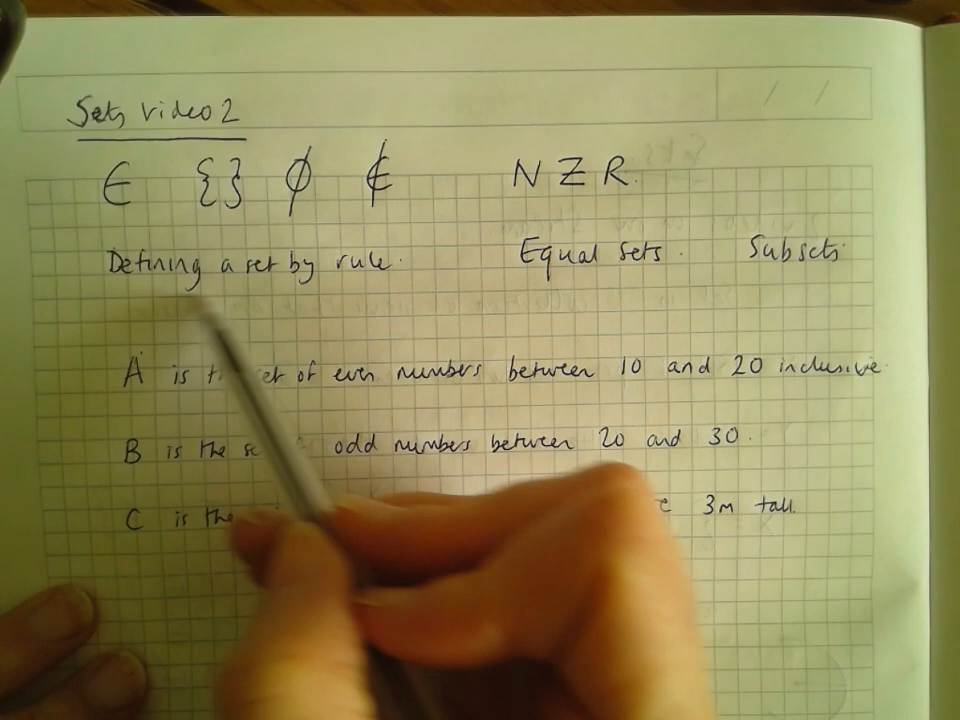 Sets video 2
/ /
∈ {} ∅ ∉ N Z R.
Defining a set by rule. Equal sets. Subsets.
A is set of even numbers between 10 and 20 inclusive.
B is the odd numbers between 20 and 30.
C is the 3m tall.